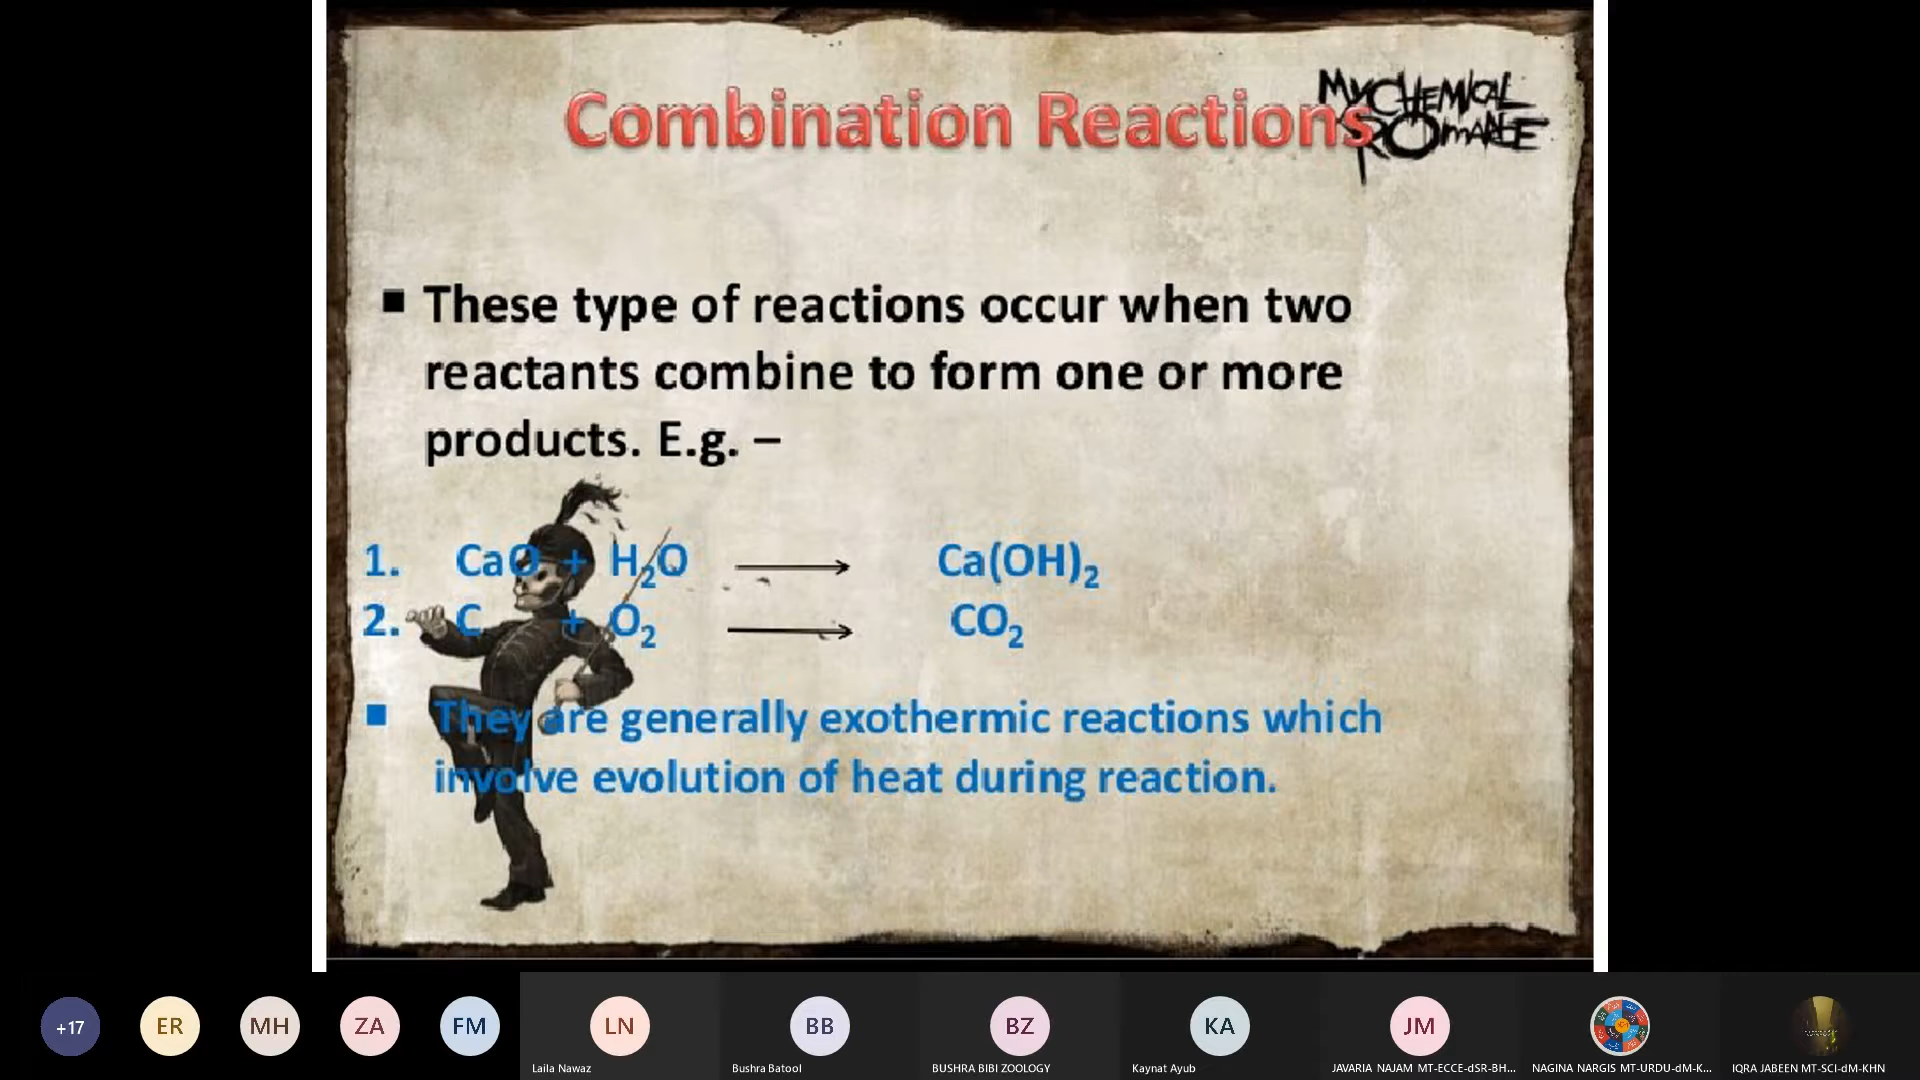 Combination Reactions
MY CHEMICAL
ROMANCE
▪ These type of reactions occur when two
reactants combine to form one or more
products. E.g. –
1. CaO + H₂O ⟶ Ca(OH)₂
2. C + O₂ ⟶ CO₂
▪ They are generally exothermic reactions which
involve evolution of heat during reaction.
+17 ER MH ZA FM LN BB BZ KA JM
Laila Nawaz Bushra Batool BUSHRA BIBI ZOOLOGY Kaynat Ayub JAVARIA NAJAM MT-ECCE-dSR-BH... NAGINA NARGIS MT-URDU-dM-K... IQRA JABEEN MT-SCI-dM-KHN